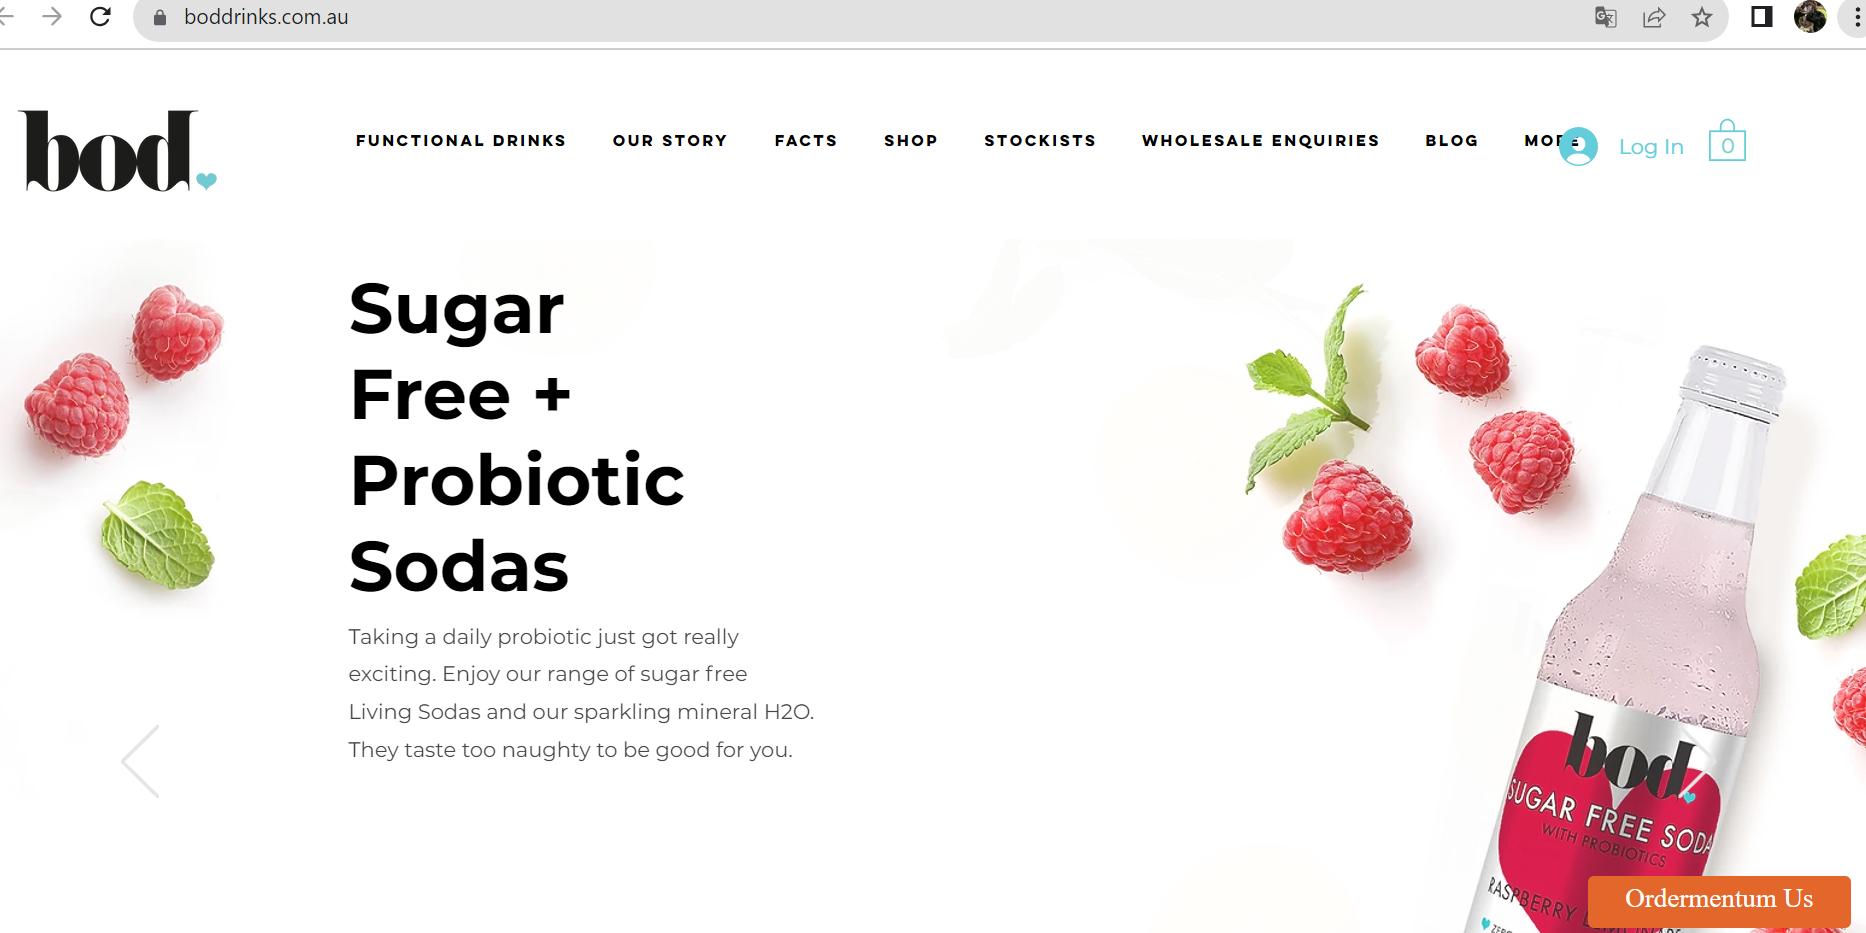 boddrinks.com.au
bod.
FUNCTIONAL DRINKS OUR STORY FACTS SHOP STOCKISTS WHOLESALE ENQUIRIES BLOG MORE
Log In
0
Sugar
Free +
Probiotic
Sodas
Taking a daily probiotic just got really
exciting. Enjoy our range of sugar free
Living Sodas and our sparkling mineral H2O.
They taste too naughty to be good for you.
bod.
SUGAR FREE SODA
WITH PROBIOTICS
RASPBERRY
Ordermentum Us